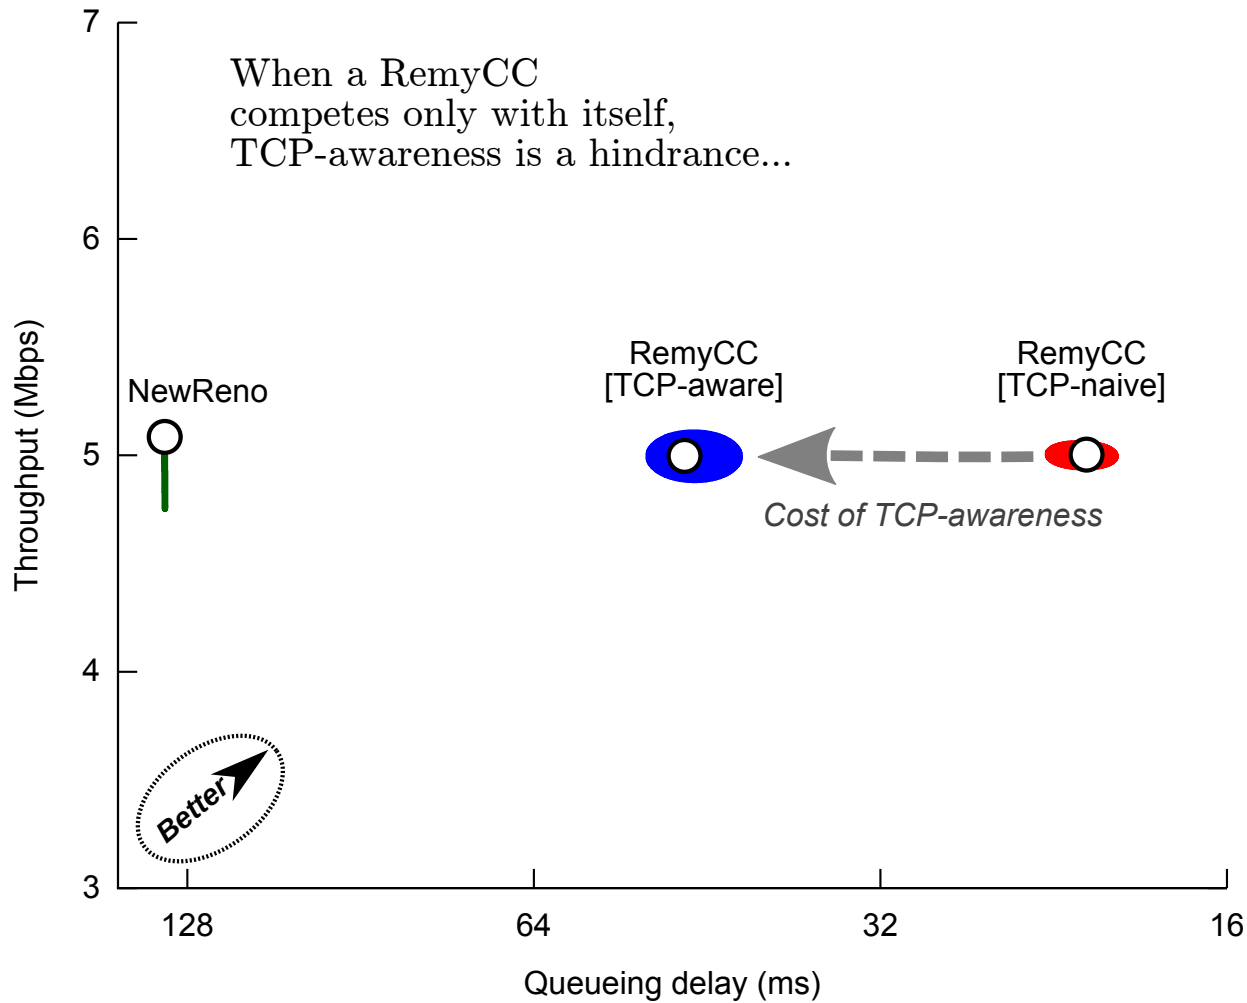 7
When a RemyCC
competes only with itself,
TCP-awareness is a hindrance...
6
RemyCC
[TCP-aware]
RemyCC
[TCP-naive]
NewReno
5
Cost of TCP-awareness
4
Better
3
128
64
32
16
Queueing delay (ms)
Throughput (Mbps)